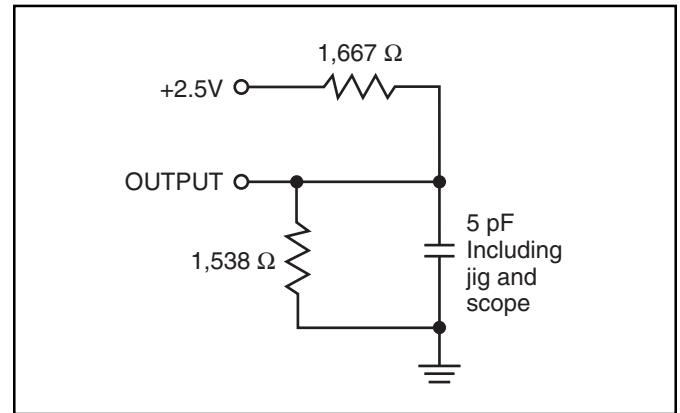 1,667 Ω
+2.5V
OUTPUT
1,538 Ω
5 pF
Including
jig and
scope